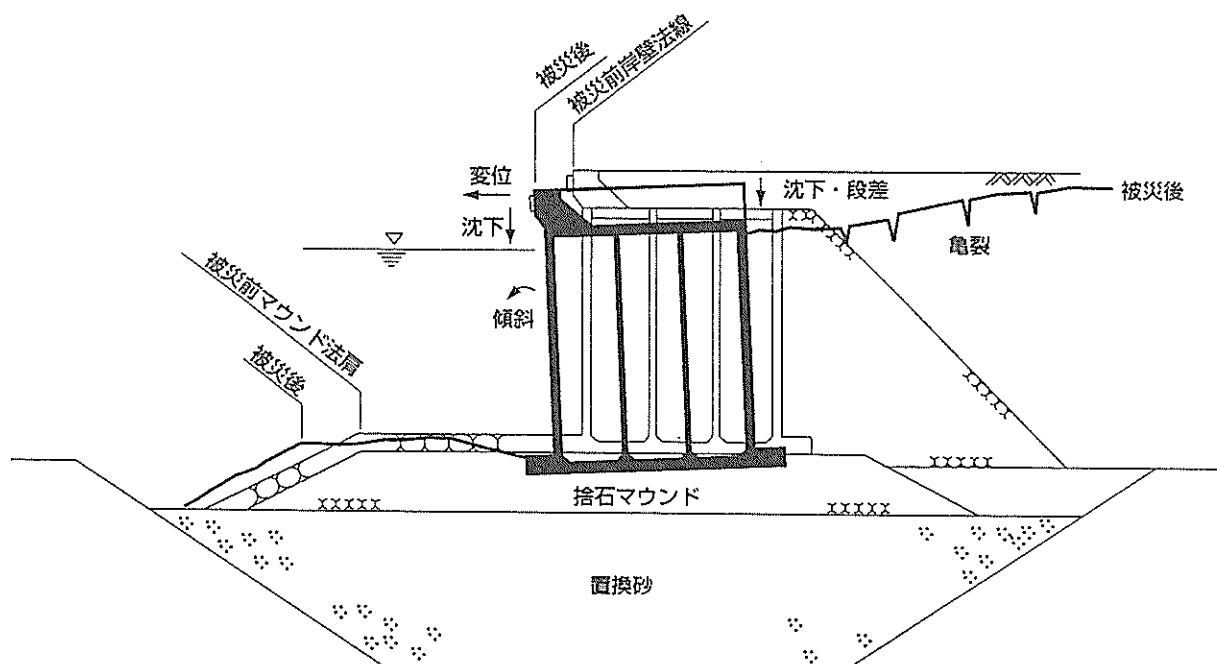 被災後
被災前岸壁法線
変位
沈下
沈下・段差
被災後
亀裂
傾斜
被災前マウンド法肩
被災後
捨石マウンド
置換砂